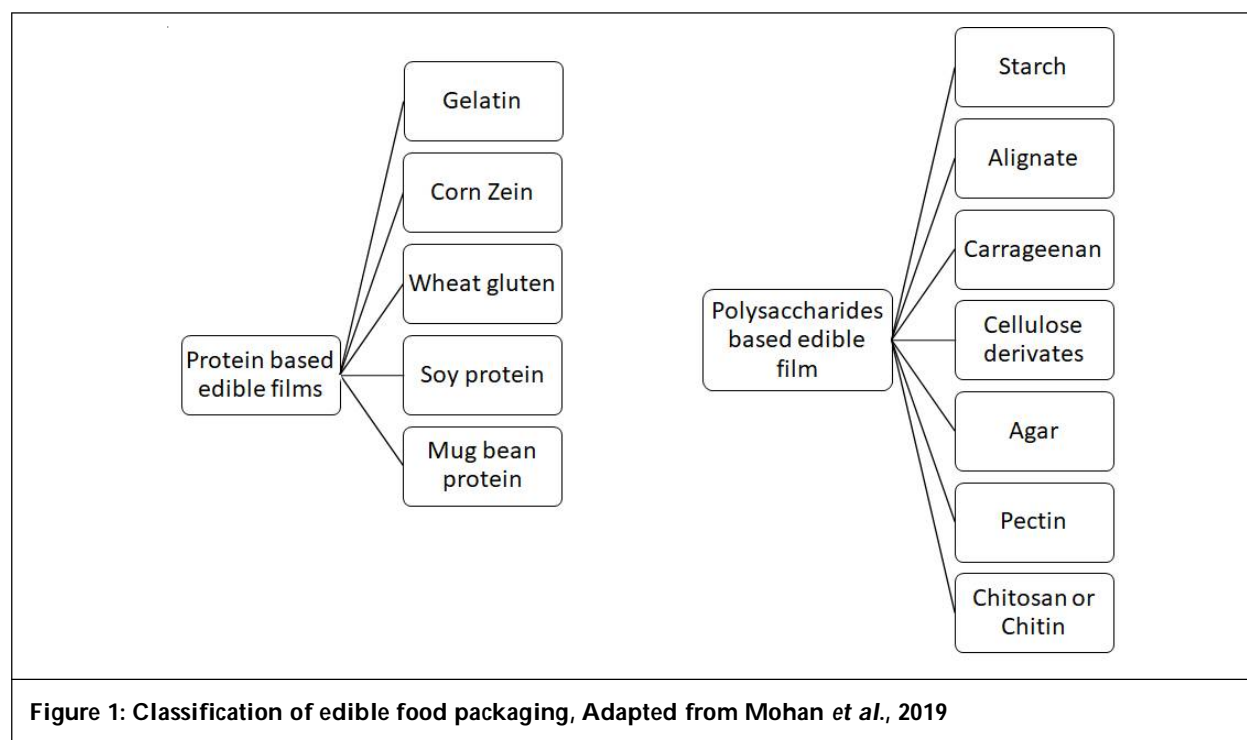 Gelatin
Corn Zein
Wheat gluten
Protein based
edible films
Soy protein
Mug bean
protein
Starch
Alignate
Carrageenan
Polysaccharides
based edible
film
Cellulose
derivates
Agar
Pectin
Chitosan or
Chitin
Figure 1: Classification of edible food packaging, Adapted from Mohan et al., 2019